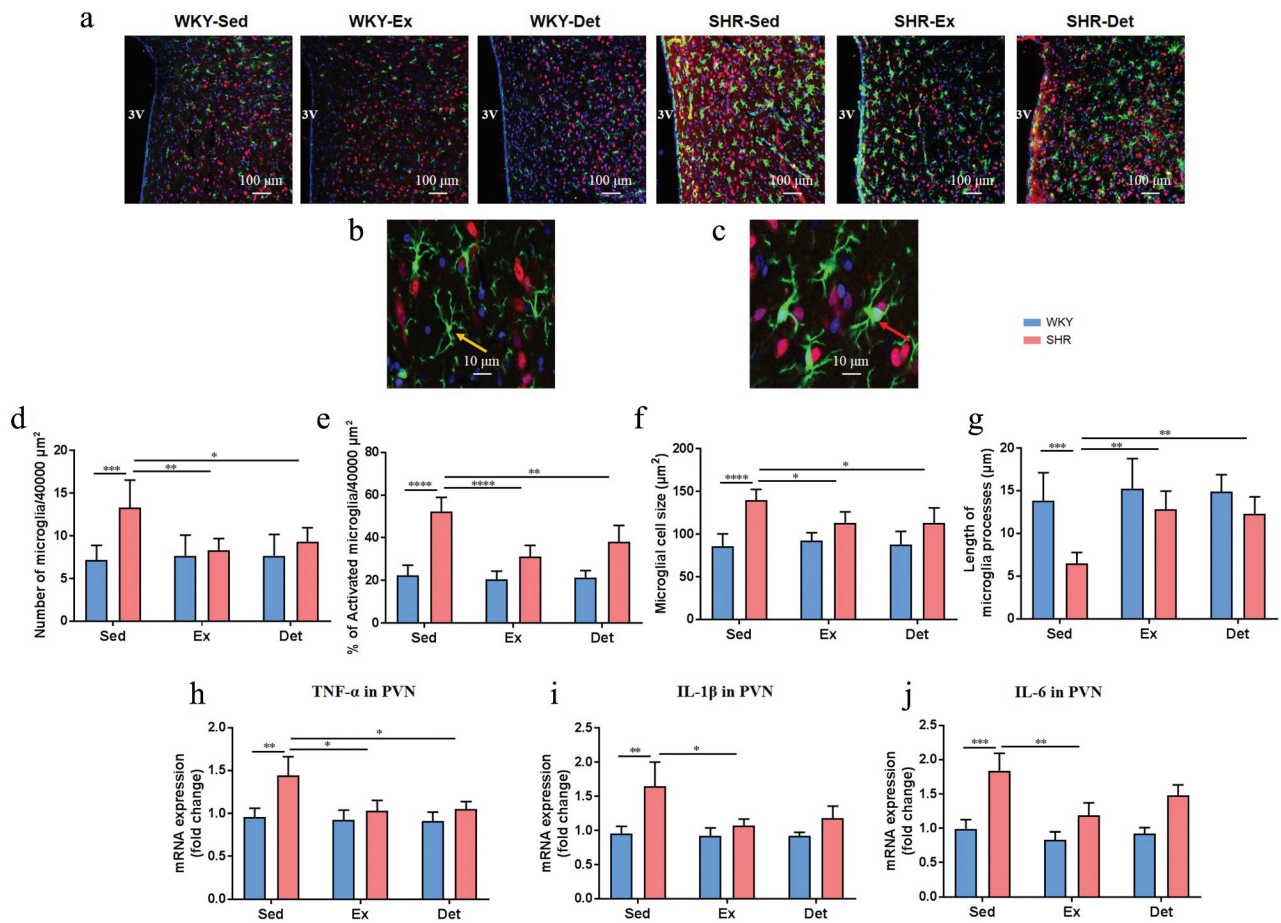 a
WKY-Sed WKY-Ex WKY-Det SHR-Sed SHR-Ex SHR-Det
3V 3V 3V 3V 3V 3V
100 μm 100 μm 100 μm 100 μm 100 μm 100 μm
b c
10 μm 10 μm
WKY
SHR
d
Number of microglia/40000 μm²
20
15
10
5
0
*
*** **
Sed Ex Det
e
% of Activated microglia/40000 μm²
80
60
40
20
0
**
**** ****
Sed Ex Det
f
Microglial cell size (μm²)
200
150
100
50
0
*
**** *
Sed Ex Det
g
Length of
microglia processes (μm)
20
15
10
5
0
**
*** **
Sed Ex Det
h
TNF-α in PVN
mRNA expression
(fold change)
2.0
1.5
1.0
0.5
0.0
*
** *
Sed Ex Det
i
IL-1β in PVN
mRNA expression
(fold change)
2.5
2.0
1.5
1.0
0.5
0.0
** *
Sed Ex Det
j
IL-6 in PVN
mRNA expression
(fold change)
2.5
2.0
1.5
1.0
0.5
0.0
*** **
Sed Ex Det